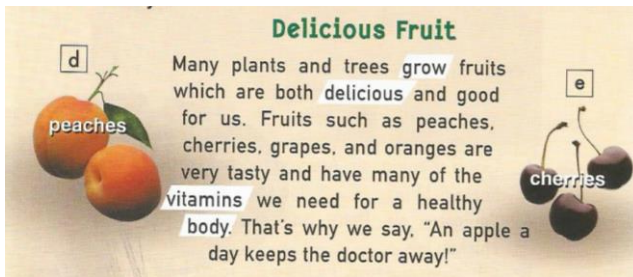 Delicious Fruit
d
Many plants and trees grow fruits
which are both delicious and good
for us. Fruits such as peaches,
cherries, grapes, and oranges are
very tasty and have many of the
vitamins we need for a healthy
body. That's why we say, "An apple a
day keeps the doctor away!"
peaches
e
cherries